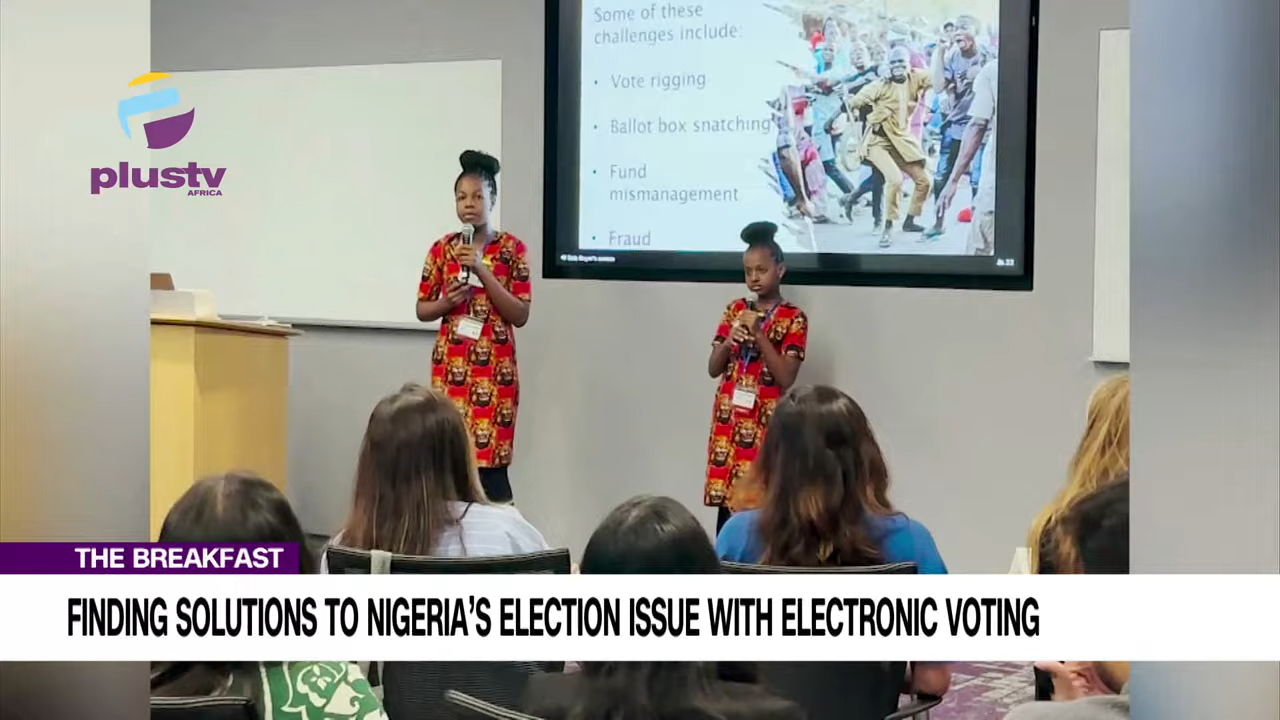 Some of these
challenges include:
• Vote rigging
• Ballot box snatching
• Fund
mismanagement
• Fraud
plustv
AFRICA
THE BREAKFAST
FINDING SOLUTIONS TO NIGERIA'S ELECTION ISSUE WITH ELECTRONIC VOTING